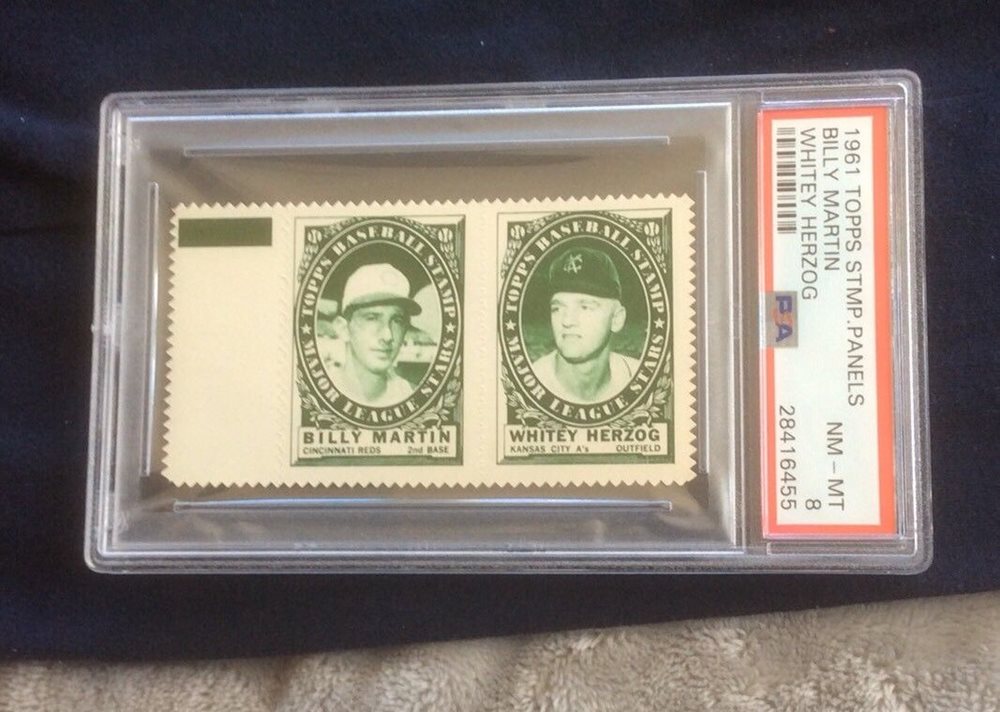 TOPPS BASEBALL STAMP
MAJOR LEAGUE STARS
BILLY MARTIN
CINCINNATI REDS 2nd BASE
TOPPS BASEBALL STAMP
MAJOR LEAGUE STARS
WHITEY HERZOG
KANSAS CITY A's OUTFIELD
1961 TOPPS STMP.PANELS
BILLY MARTIN NM – MT
WHITEY HERZOG 8
PSA 28416455